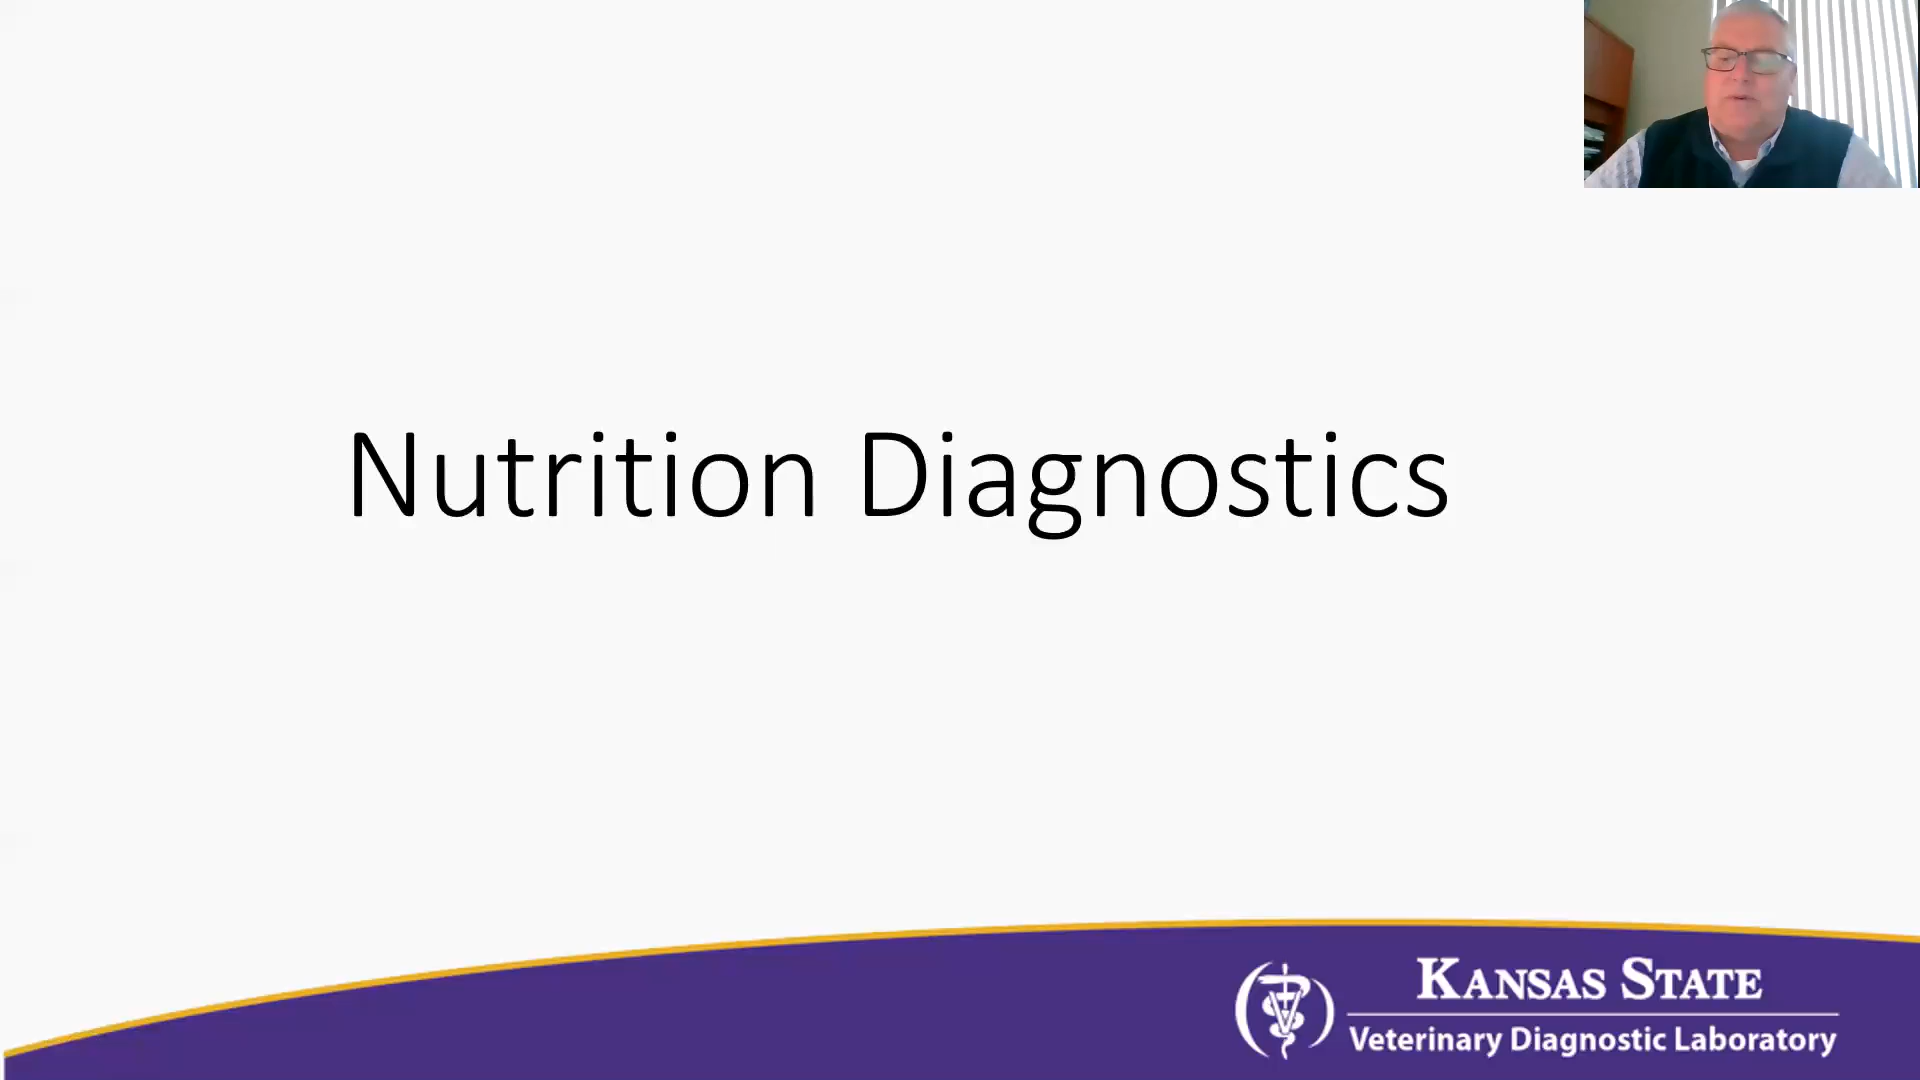 Nutrition Diagnostics
KANSAS STATE
Veterinary Diagnostic Laboratory